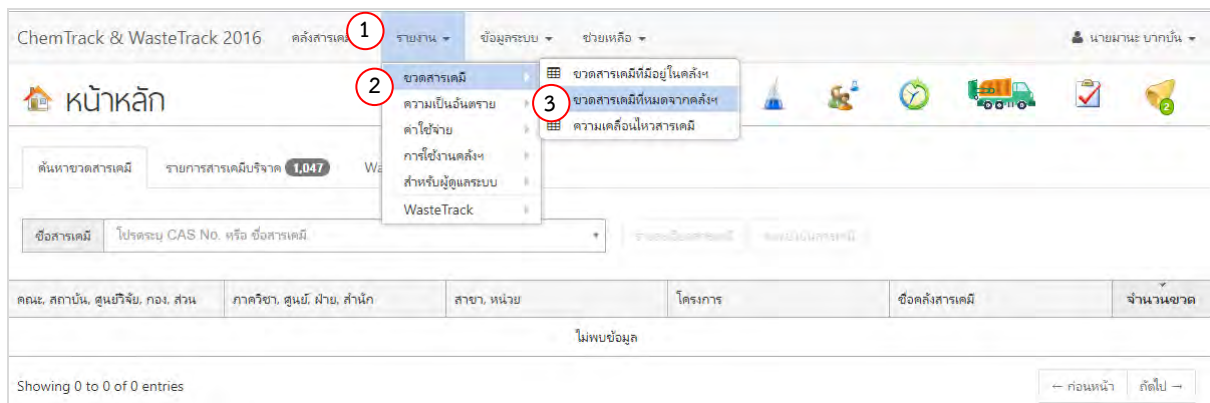 ChemTrack & WasteTrack 2016 คลังสารเคมี 1 รายงาน ข้อมูลระบบ ช่วยเหลือ นายมานะ บากบั่น
หน้าหลัก
2 ขวดสารเคมี
ความเป็นอันตราย
ค่าใช้จ่าย
การใช้งานคลังฯ
สำหรับผู้ดูแลระบบ
WasteTrack
ขวดสารเคมีที่มีอยู่ในคลังฯ
3 ขวดสารเคมีที่หมดจากคลังฯ
ความเคลื่อนไหวสารเคมี
2
ค้นหาขวดสารเคมี รายการสารเคมีบริจาค 1,047 Wa
ชื่อสารเคมี โปรดระบุ CAS No. หรือ ชื่อสารเคมี
คณะ, สถาบัน, ศูนย์วิจัย, กอง, ส่วน ภาควิชา, ศูนย์, ฝ่าย, สำนัก สาขา, หน่วย โครงการ ชื่อคลังสารเคมี จำนวนขวด
ไม่พบข้อมูล
Showing 0 to 0 of 0 entries ← ก่อนหน้า ถัดไป →